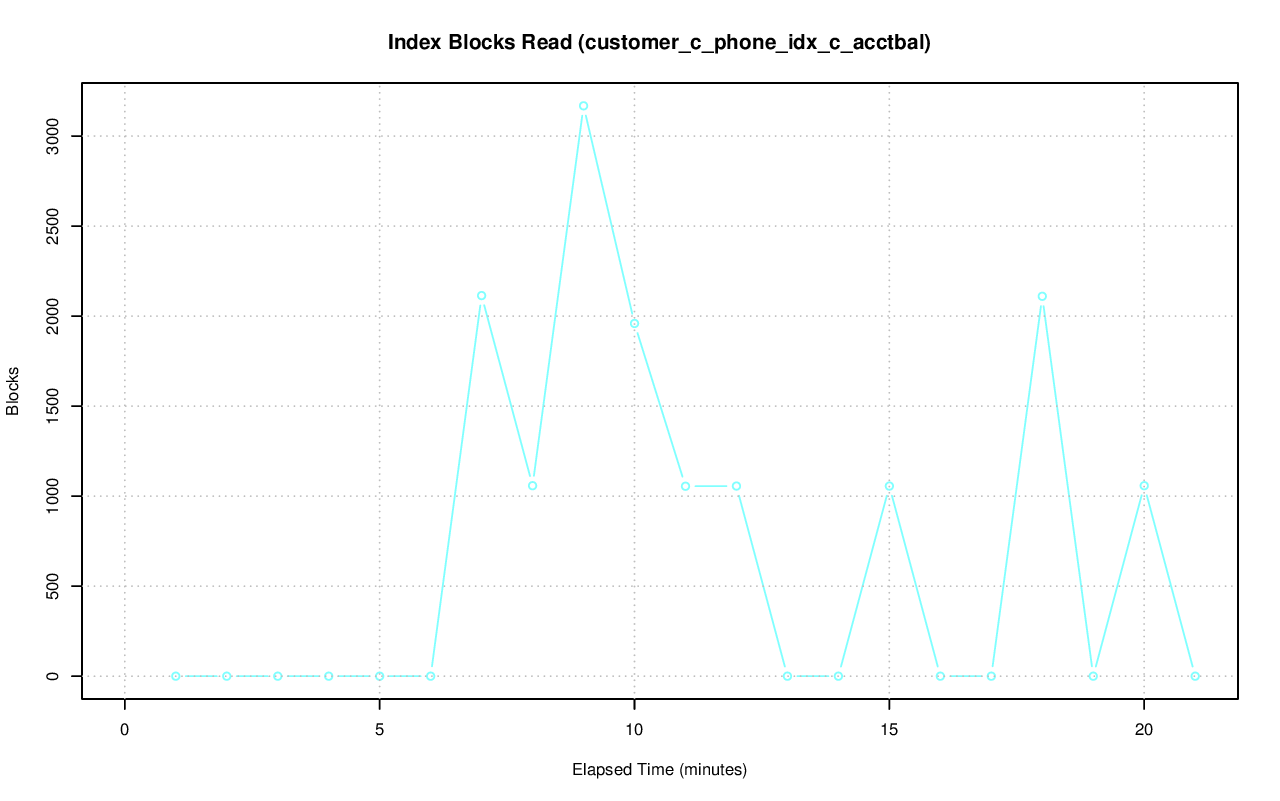 Index Blocks Read (customer_c_phone_idx_c_acctbal)
Blocks
3000
2500
2000
1500
1000
500
0
0 5 10 15 20
Elapsed Time (minutes)